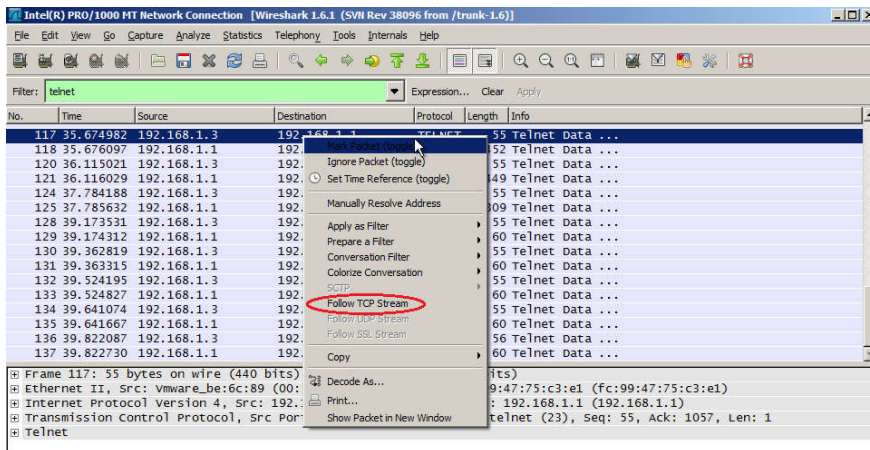 Intel(R) PRO/1000 MT Network Connection [Wireshark 1.6.1 (SVN Rev 38096 from /trunk-1.6)]
File Edit View Go Capture Analyze Statistics Telephony Tools Internals Help
Filter: telnet Expression... Clear Apply
No. Time Source Destination Protocol Length Info
117 35.674982 192.168.1.3 192.168.1.1 TELNET 55 Telnet Data ...
118 35.676097 192.168.1.1 192. 152 Telnet Data ...
120 36.115021 192.168.1.3 192. 55 Telnet Data ...
121 36.116029 192.168.1.1 192. 449 Telnet Data ...
124 37.784188 192.168.1.3 192. 55 Telnet Data ...
125 37.785632 192.168.1.1 192. 09 Telnet Data ...
128 39.173531 192.168.1.3 192. 55 Telnet Data ...
129 39.174312 192.168.1.1 192. 60 Telnet Data ...
130 39.362819 192.168.1.3 192. 55 Telnet Data ...
131 39.363315 192.168.1.1 192. 60 Telnet Data ...
132 39.524195 192.168.1.3 192. 55 Telnet Data ...
133 39.524827 192.168.1.1 192. 60 Telnet Data ...
134 39.641074 192.168.1.3 192. 55 Telnet Data ...
135 39.641667 192.168.1.1 192. 60 Telnet Data ...
136 39.822087 192.168.1.3 192. 56 Telnet Data ...
137 39.822730 192.168.1.1 192. 60 Telnet Data ...
Mark Packet (toggle)
Ignore Packet (toggle)
Set Time Reference (toggle)
Manually Resolve Address
Apply as Filter
Prepare a Filter
Conversation Filter
Colorize Conversation
SCTP
Follow TCP Stream
Follow UDP Stream
Follow SSL Stream
Copy
Decode As...
Print...
Show Packet in New Window
Frame 117: 55 bytes on wire (440 bits) its)
Ethernet II, Src: Vmware_be:6c:89 (00: 9:47:75:c3:e1 (fc:99:47:75:c3:e1)
Internet Protocol Version 4, Src: 192. : 192.168.1.1 (192.168.1.1)
Transmission Control Protocol, Src Por telnet (23), Seq: 55, Ack: 1057, Len: 1
Telnet